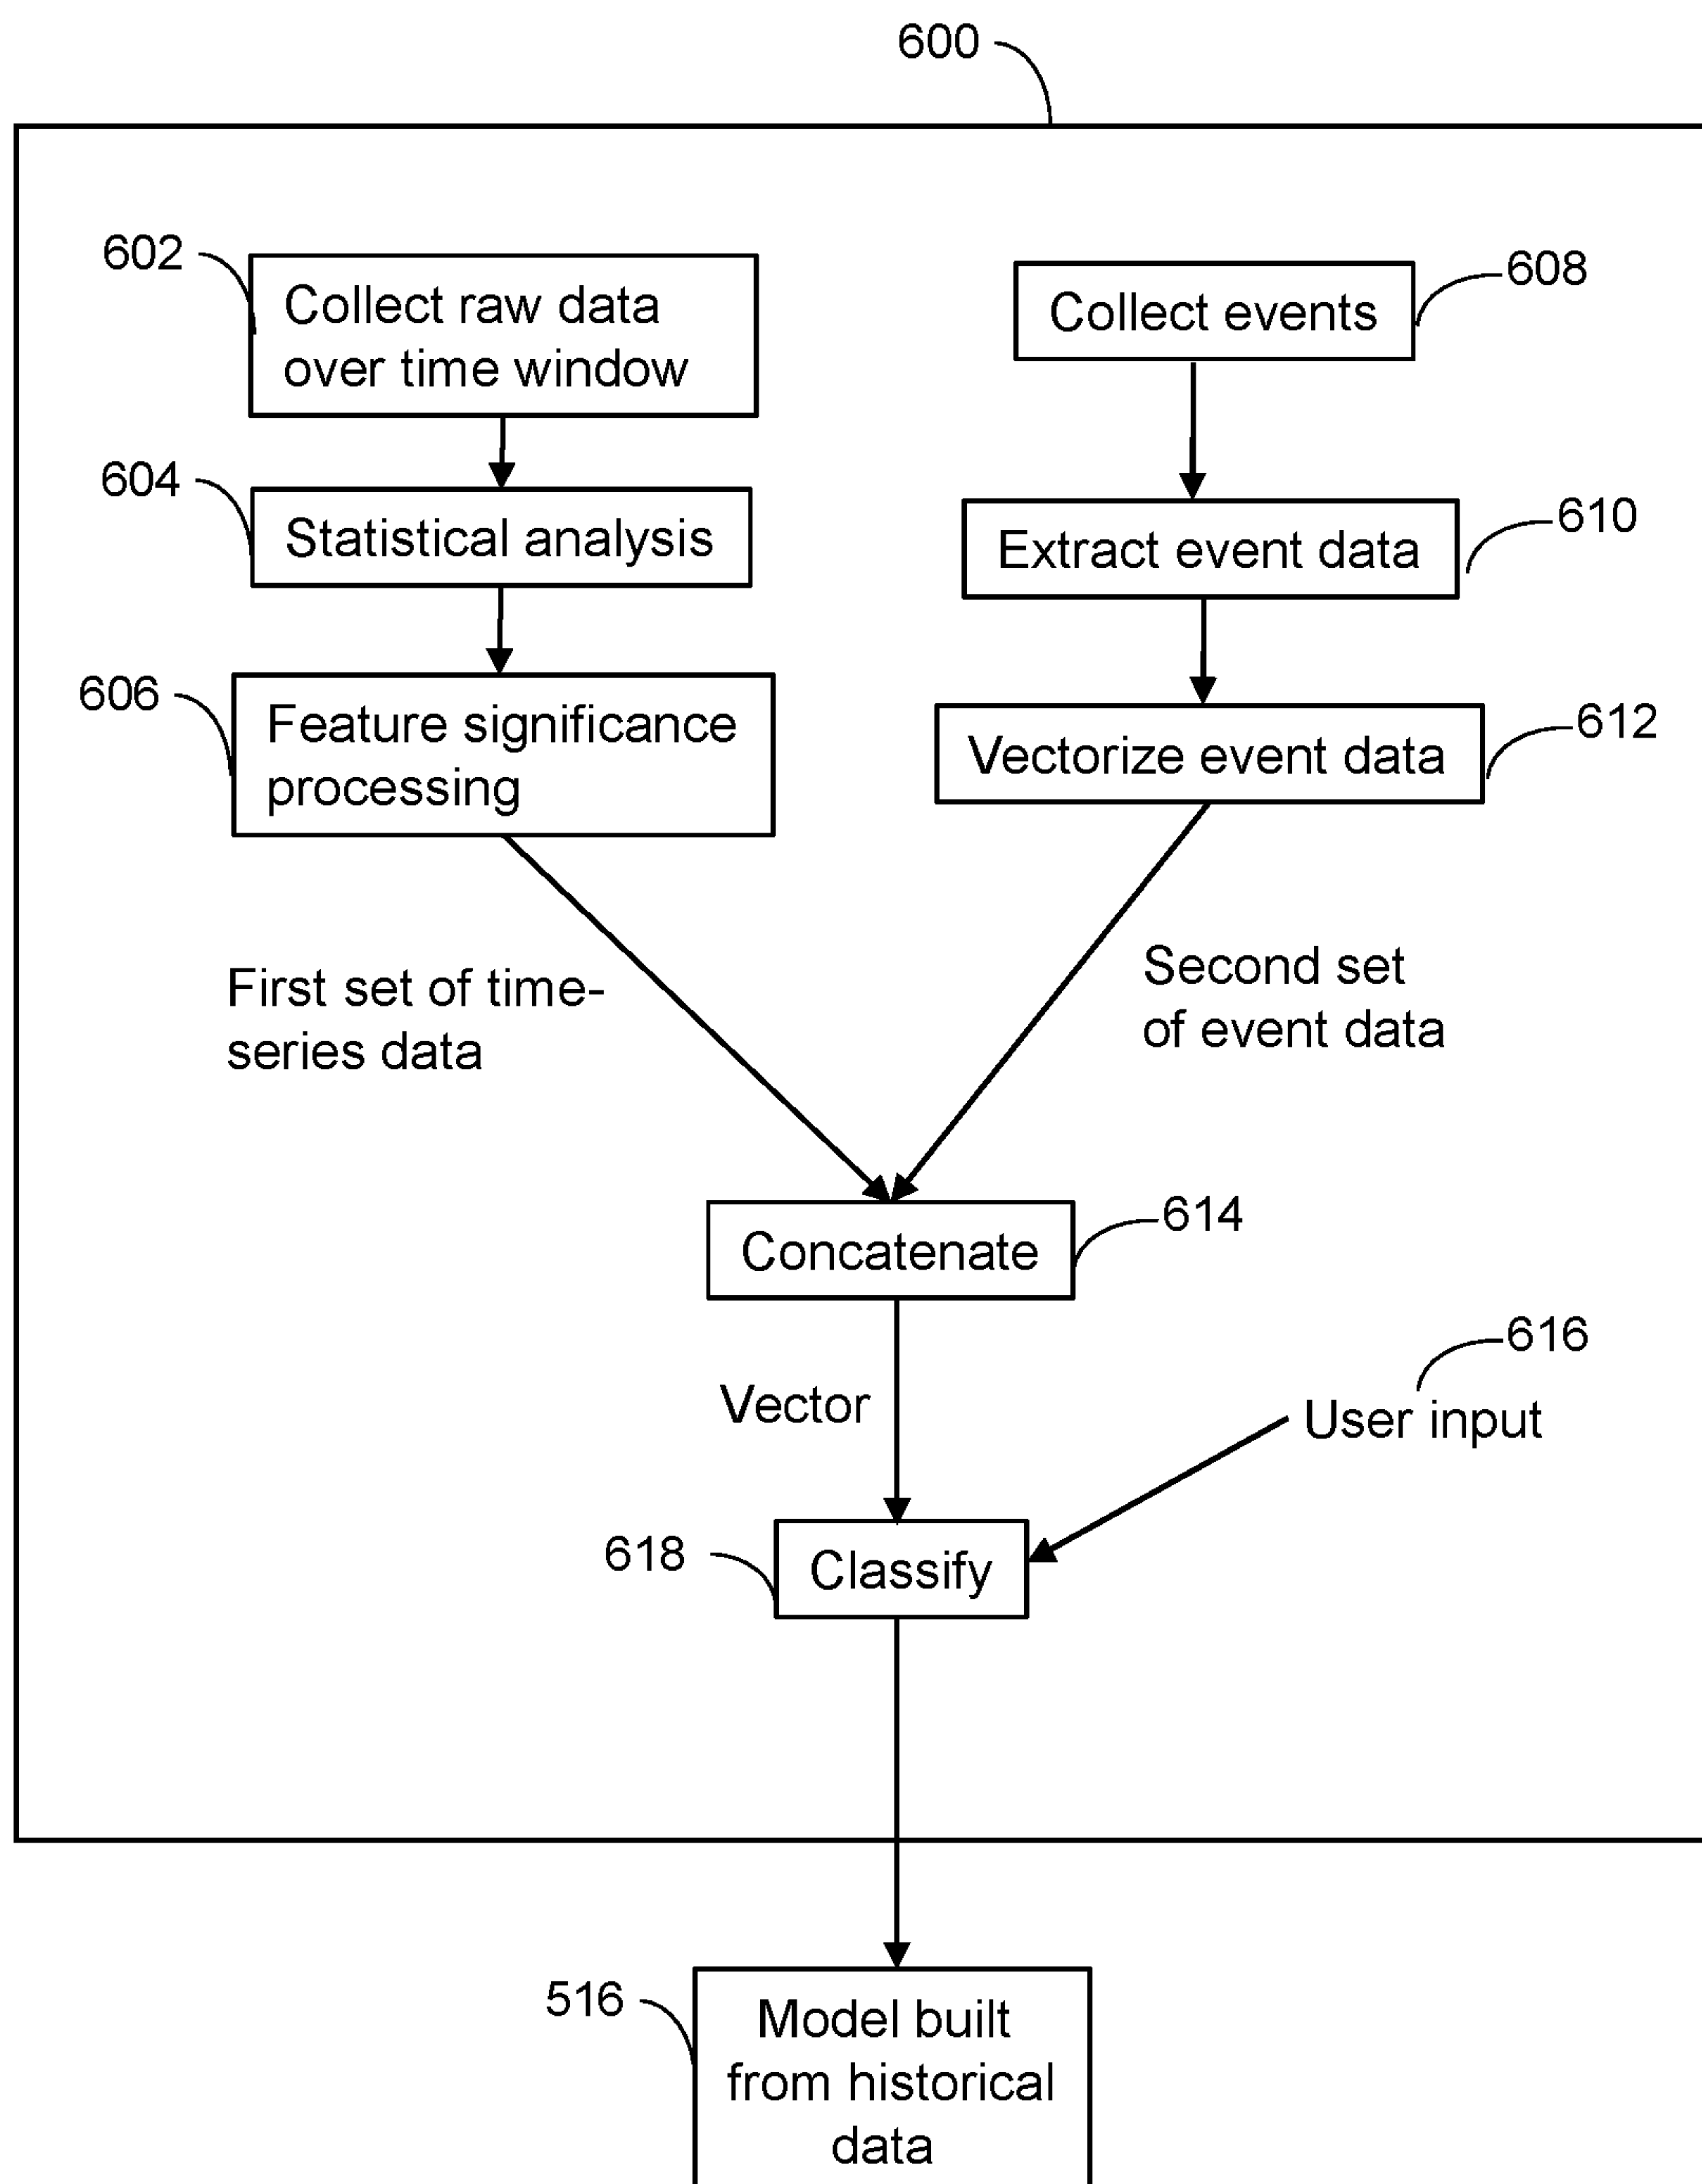 600
602
Collect raw data
over time window
608
Collect events
604
Statistical analysis
610
Extract event data
606
Feature significance
processing
612
Vectorize event data
First set of time-
series data
Second set
of event data
614
Concatenate
616
User input
Vector
618
Classify
516
Model built
from historical
data